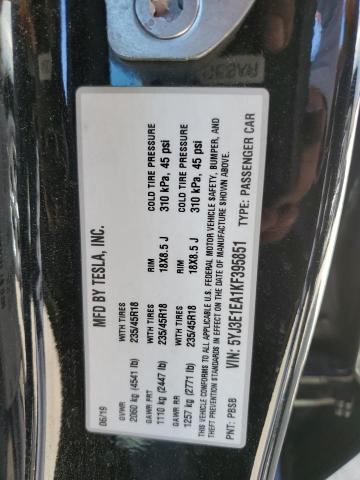 MFD BY TESLA, INC.
06/19
GVWR WITH TIRES RIM COLD TIRE PRESSURE
2060 kg (4541 lb) 235/45R18 18X8.5 J 310 kPa, 45 psi
GAWR FRT WITH TIRES RIM COLD TIRE PRESSURE
1110 kg (2447 lb) 235/45R18 18X8.5 J 310 kPa, 45 psi
GAWR RR WITH TIRES
1257 kg (2771 lb) 235/45R18
THIS VEHICLE CONFORMS TO ALL APPLICABLE U.S. FEDERAL MOTOR VEHICLE SAFETY, BUMPER, AND
THEFT PREVENTION STANDARDS IN EFFECT ON THE DATE OF MANUFACTURE SHOWN ABOVE.
VIN: 5YJ3E1EA1KF395851 TYPE: PASSENGER CAR
PNT: PBSB